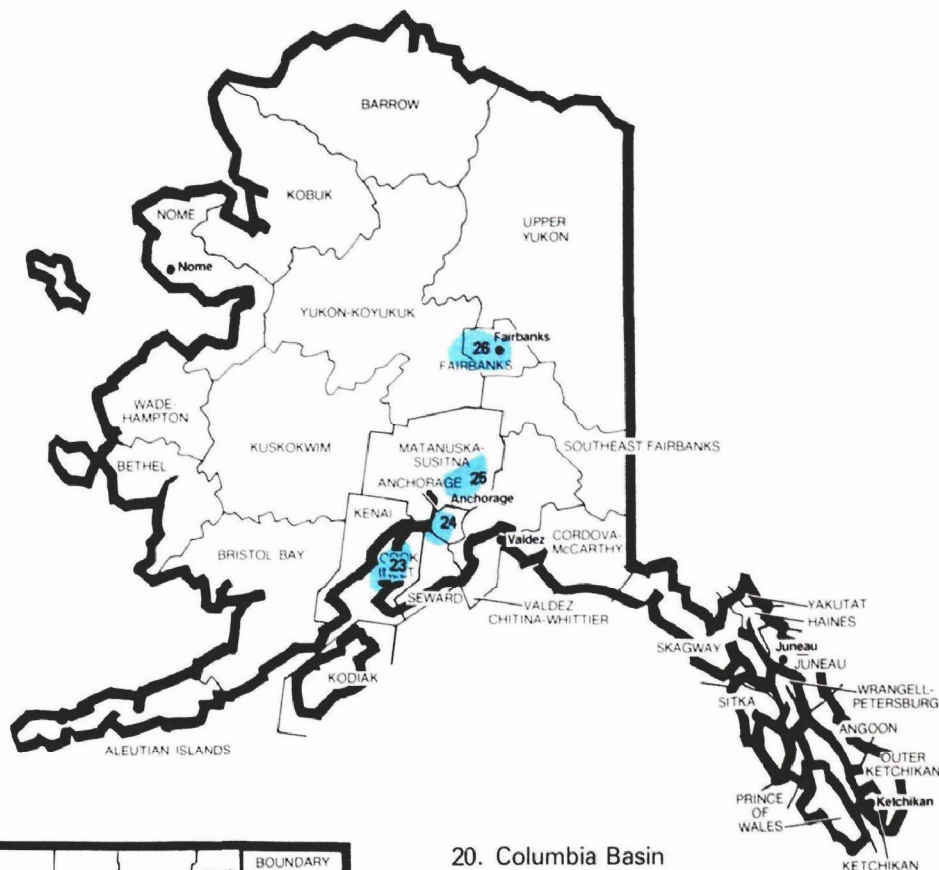 BARROW
KOBUK
NOME
UPPER
YUKON
Nome
YUKON-KOYUKUK
Fairbanks
26
FAIRBANKS
WADE-
HAMPTON
KUSKOKWIM
MATANUSKA-
SUSITNA
SOUTHEAST FAIRBANKS
BETHEL
25
ANCHORAGE
Anchorage
KENAI
24
BRISTOL BAY
Valdez
CORDOVA-
McCARTHY
COOK
INLET
23
SEWARD
VALDEZ
CHITINA-WHITTIER
YAKUTAT
HAINES
SKAGWAY
Juneau
JUNEAU
KODIAK
WRANGELL-
PETERSBURG
SITKA
ANGOON
ALEUTIAN ISLANDS
OUTER
KETCHIKAN
PRINCE
OF
WALES
Ketchikan
KETCHIKAN
BOUNDARY
20. Columbia Basin